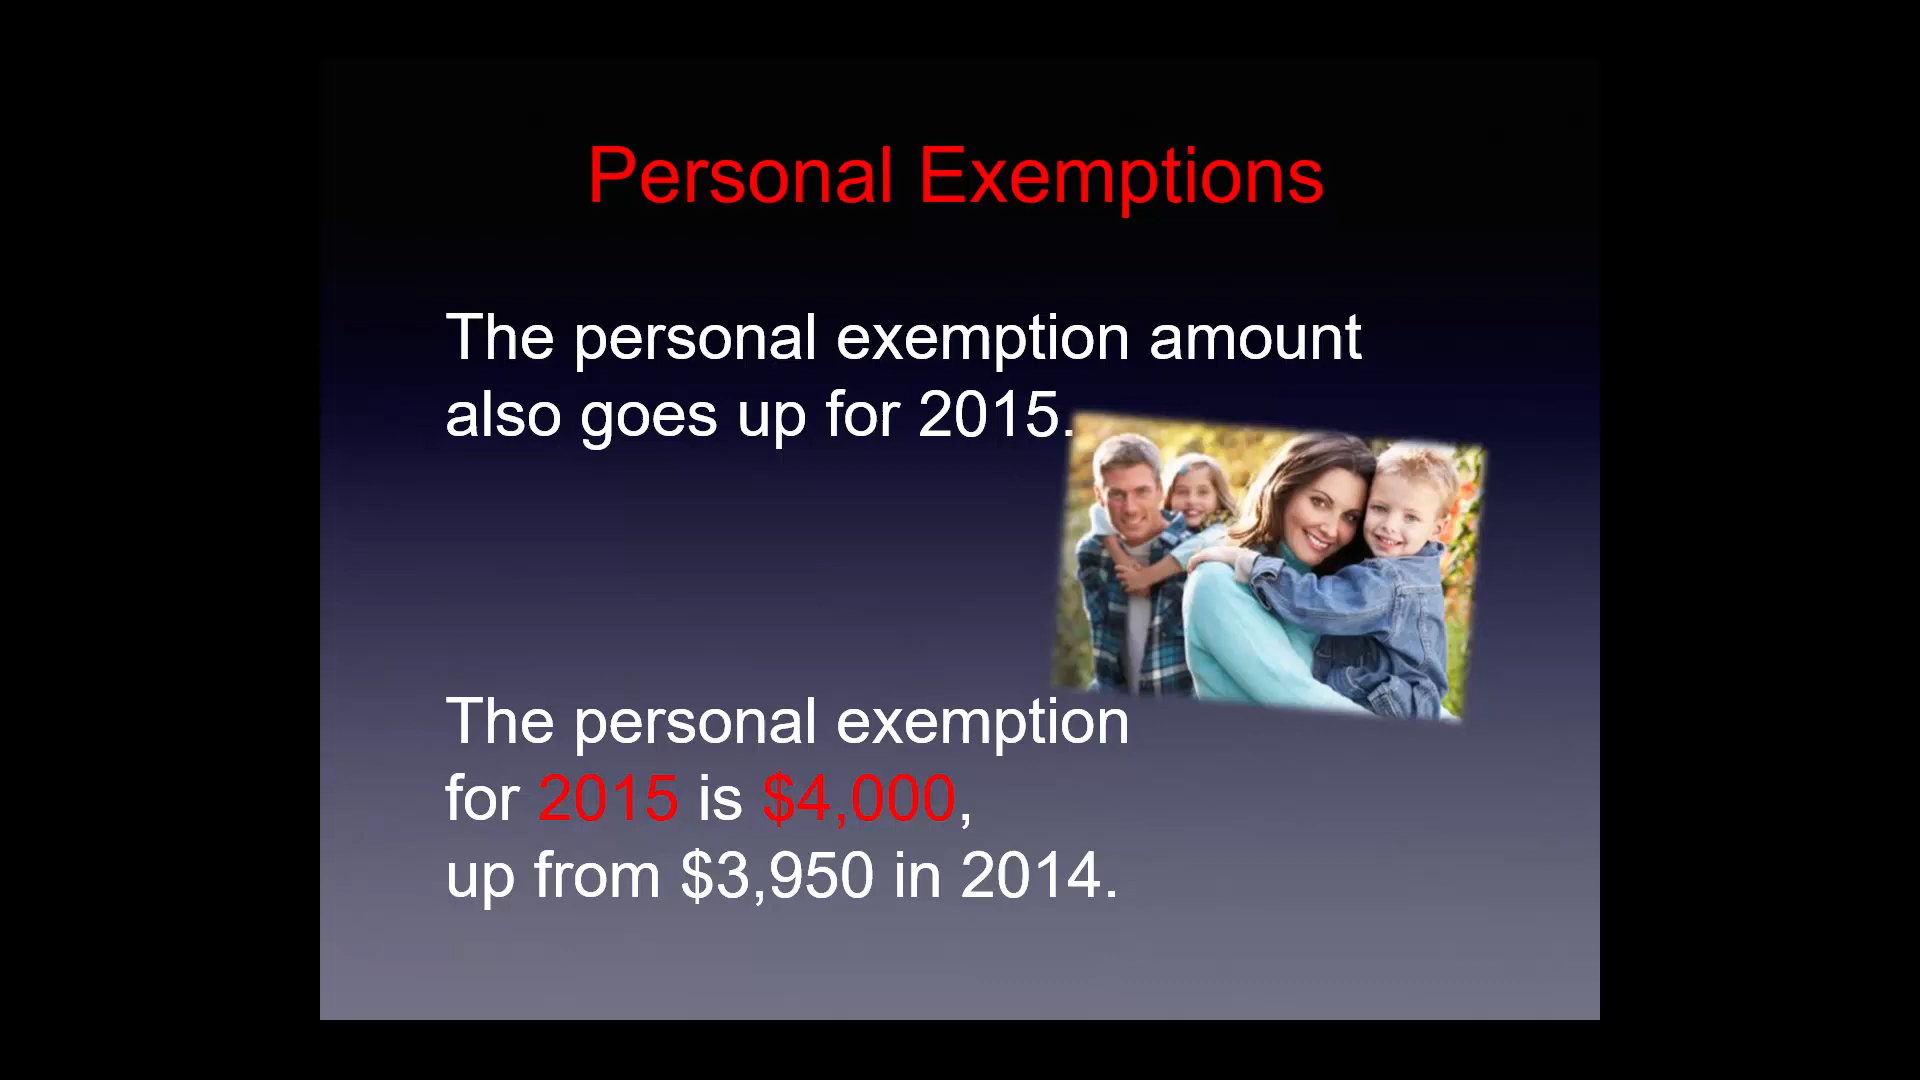 Personal Exemptions
The personal exemption amount
also goes up for 2015.
The personal exemption
for 2015 is $4,000,
up from $3,950 in 2014.